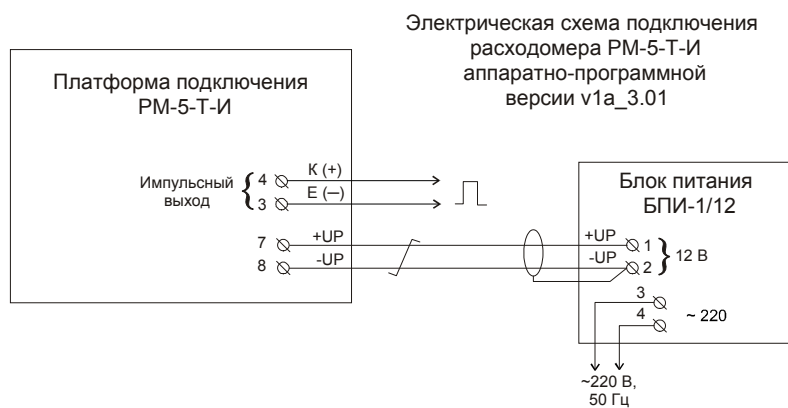 Электрическая схема подключения
расходомера РМ-5-Т-И
аппаратно-программной
версии v1a_3.01
Платформа подключения
РМ-5-Т-И
Импульсный
выход
4
К (+)
3
Е (—)
7
+UP
8
-UP
Блок питания
БПИ-1/12
+UP
1
-UP
2
12 В
3
4
~ 220
~220 В,
50 Гц